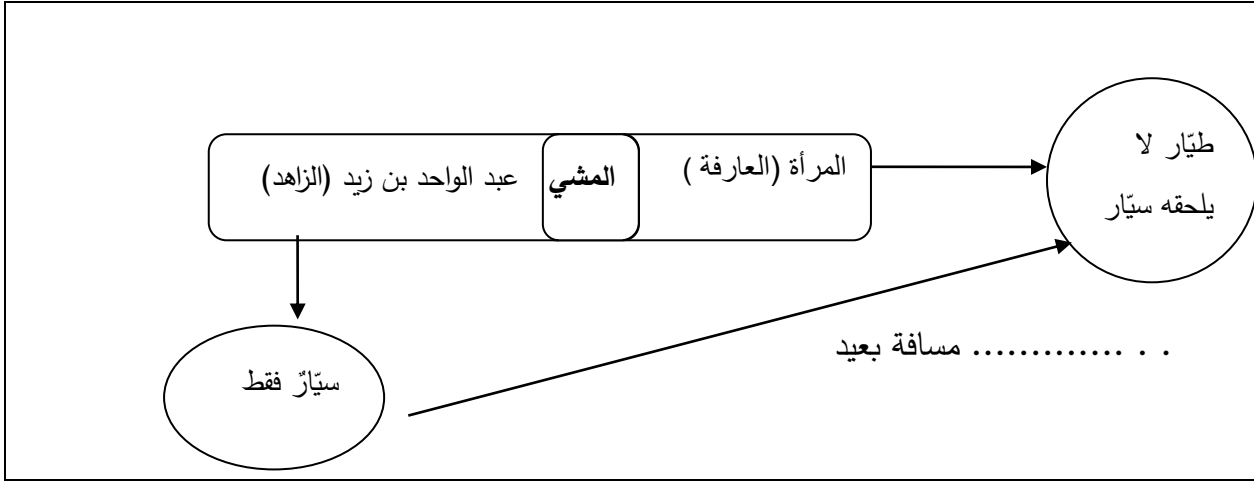 طيّار لا
يلحقه سيّار
المرأة (العارفة )
المشي
عبد الواحد بن زيد (الزاهد)
سيّارٌ فقط
. . ............. مسافة بعيد